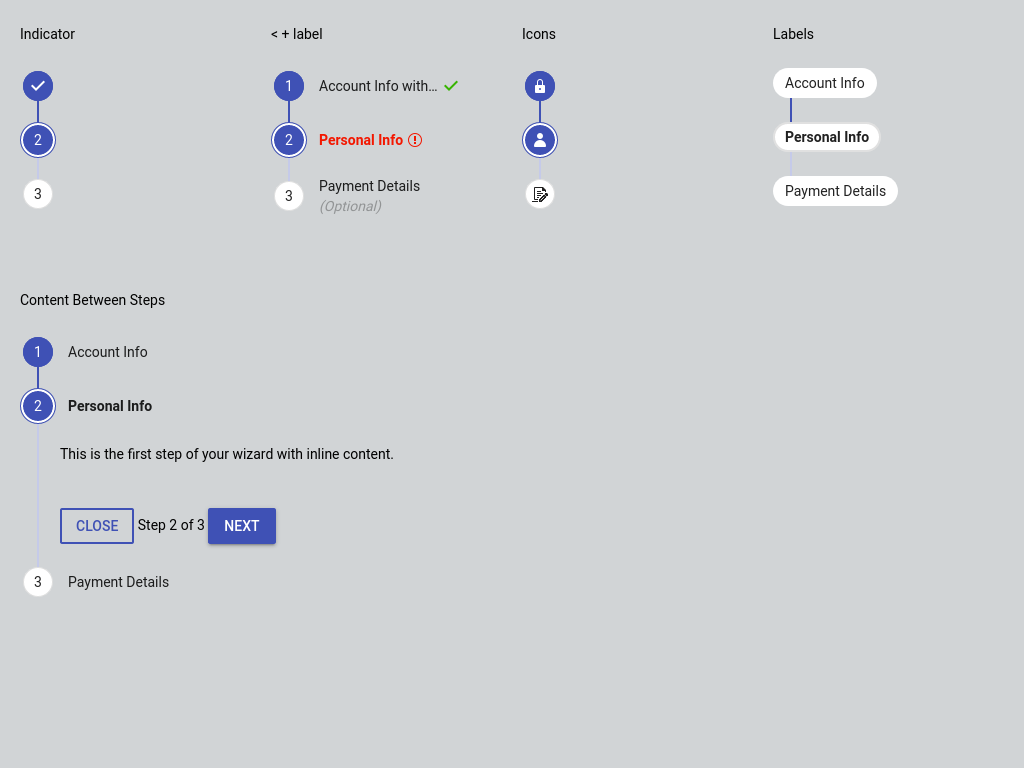 Indicator
2
3
< + label
1 Account Info with...
2 Personal Info
3 Payment Details
(Optional)
Icons
Labels
Account Info
Personal Info
Payment Details
Content Between Steps
1 Account Info
2 Personal Info
This is the first step of your wizard with inline content.
CLOSE Step 2 of 3 NEXT
3 Payment Details